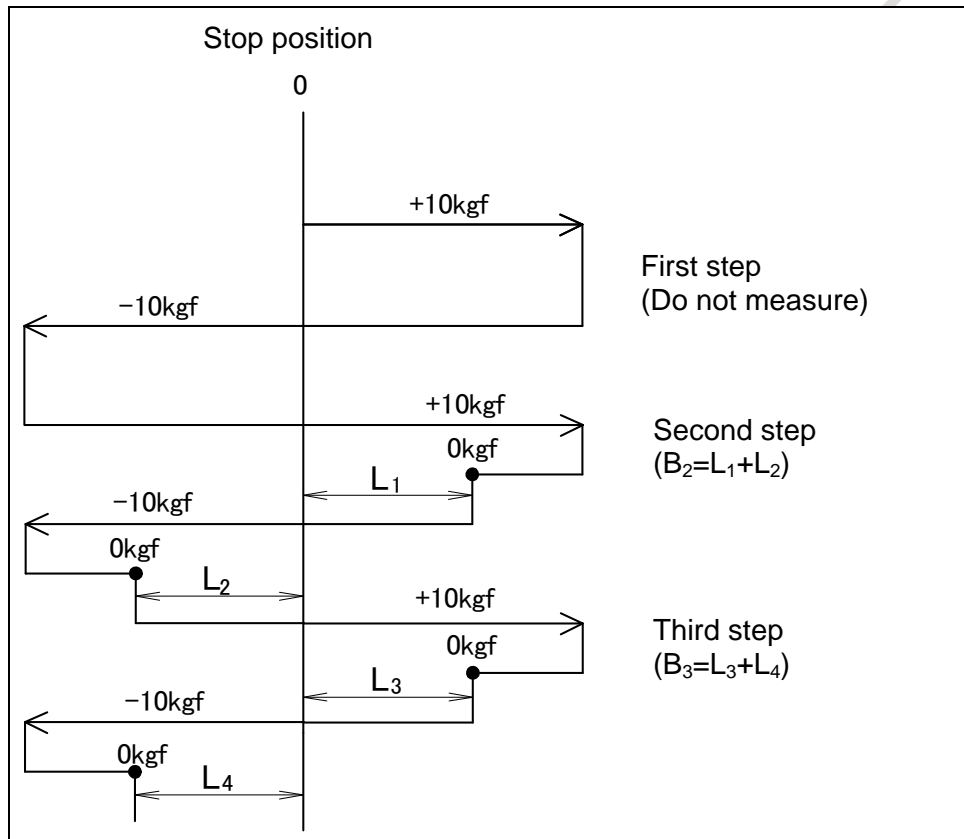 Stop position
0
+10kgf
First step
(Do not measure)
−10kgf
+10kgf
Second step
(B₂=L₁+L₂)
0kgf
L₁
−10kgf
0kgf
L₂
+10kgf
Third step
(B₃=L₃+L₄)
0kgf
L₃
−10kgf
0kgf
L₄